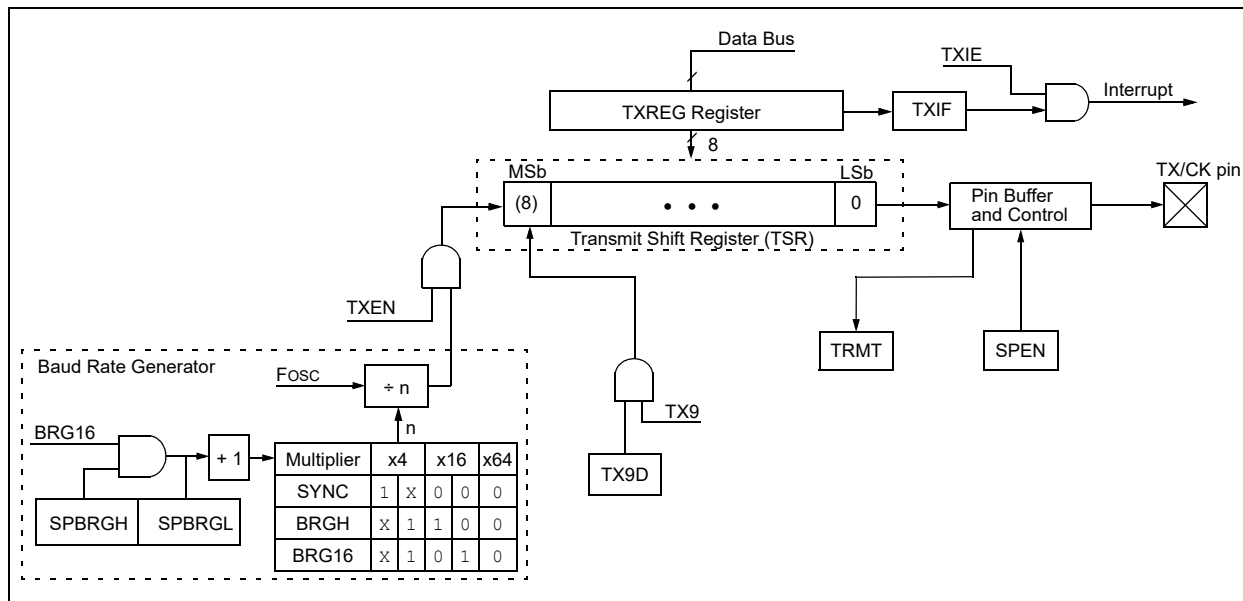 Data Bus
TXIE
Interrupt
TXREG Register
TXIF
8
MSb
LSb
TX/CK pin
(8)
• • •
0
Pin Buffer
and Control
Transmit Shift Register (TSR)
TXEN
TRMT
SPEN
Baud Rate Generator
FOSC
÷ n
TX9
n
BRG16
+ 1
Multiplier x4 x16 x64
TX9D
SYNC 1 X 0 0 0
SPBRGH SPBRGL
BRGH X 1 1 0 0
BRG16 X 1 0 1 0